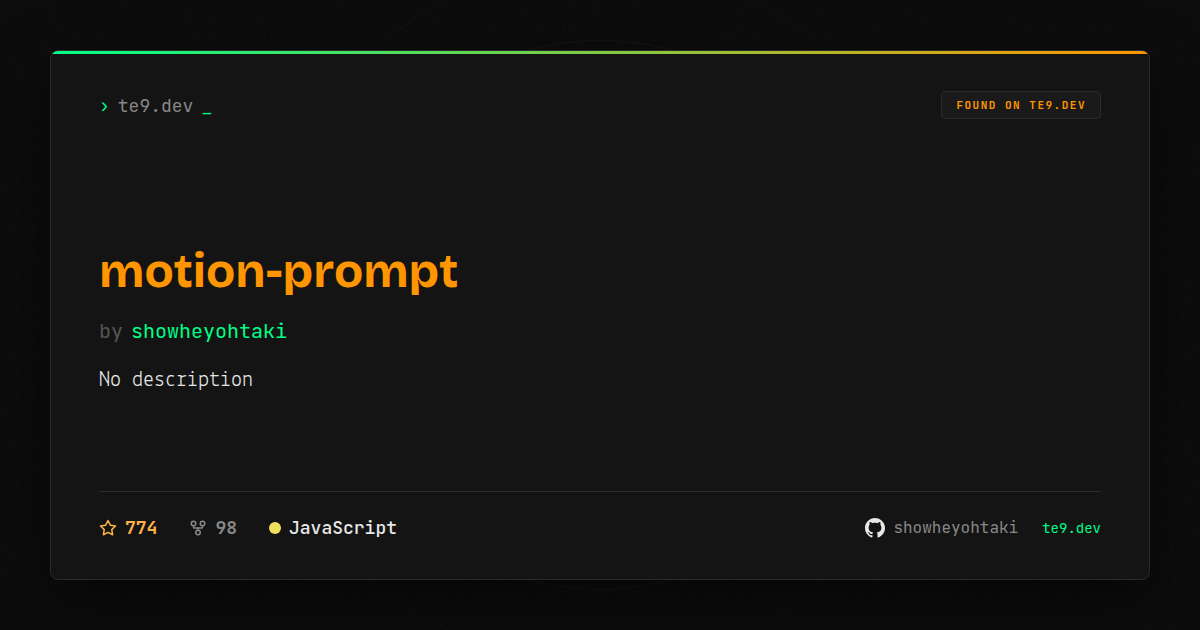 › te9.dev _
FOUND ON TE9.DEV
motion-prompt
by showheyohtaki
No description
774 98 JavaScript
showheyohtaki te9.dev